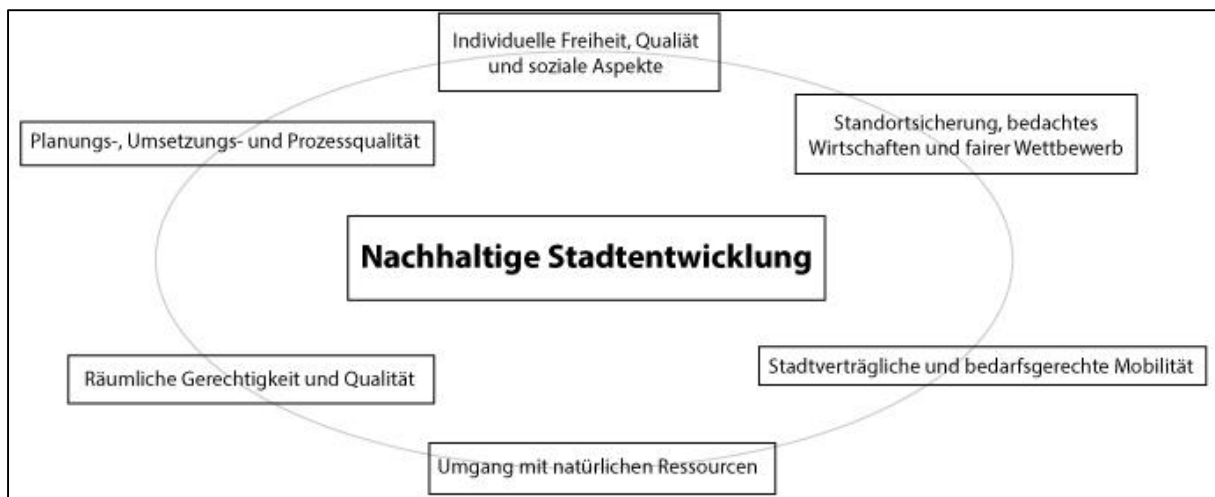 Individuelle Freiheit, Qualiät
und soziale Aspekte
Planungs-, Umsetzungs- und Prozessqualität
Standortsicherung, bedachtes
Wirtschaften und fairer Wettbewerb
Nachhaltige Stadtentwicklung
Räumliche Gerechtigkeit und Qualität
Stadtverträgliche und bedarfsgerechte Mobilität
Umgang mit natürlichen Ressourcen